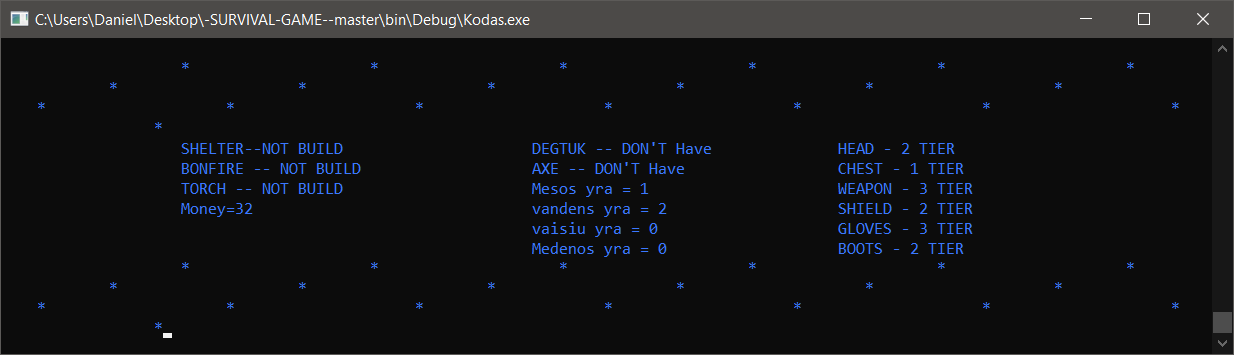 C:\Users\Daniel\Desktop\-SURVIVAL-GAME--master\bin\Debug\Kodas.exe
* * * * * *
* * * * * *
* * * * * * *
*
SHELTER--NOT BUILD DEGTUK -- DON'T Have HEAD - 2 TIER
BONFIRE -- NOT BUILD AXE -- DON'T Have CHEST - 1 TIER
TORCH -- NOT BUILD Mesos yra = 1 WEAPON - 3 TIER
Money=32 vandens yra = 2 SHIELD - 2 TIER
vaisiu yra = 0 GLOVES - 3 TIER
Medenos yra = 0 BOOTS - 2 TIER
* * * * * *
* * * * * *
* * * * * * *
*